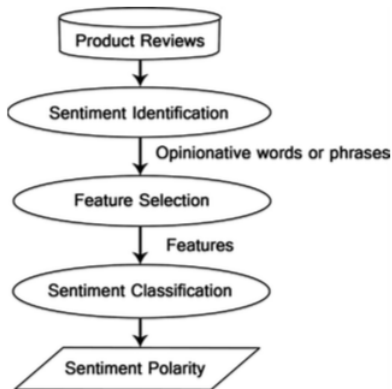 Product Reviews
Sentiment Identification
Opinionative words or phrases
Feature Selection
Features
Sentiment Classification
Sentiment Polarity